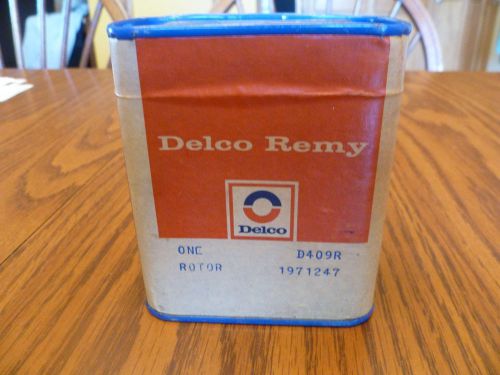 Delco Remy
Delco
ONE D409R
ROTOR 1971247